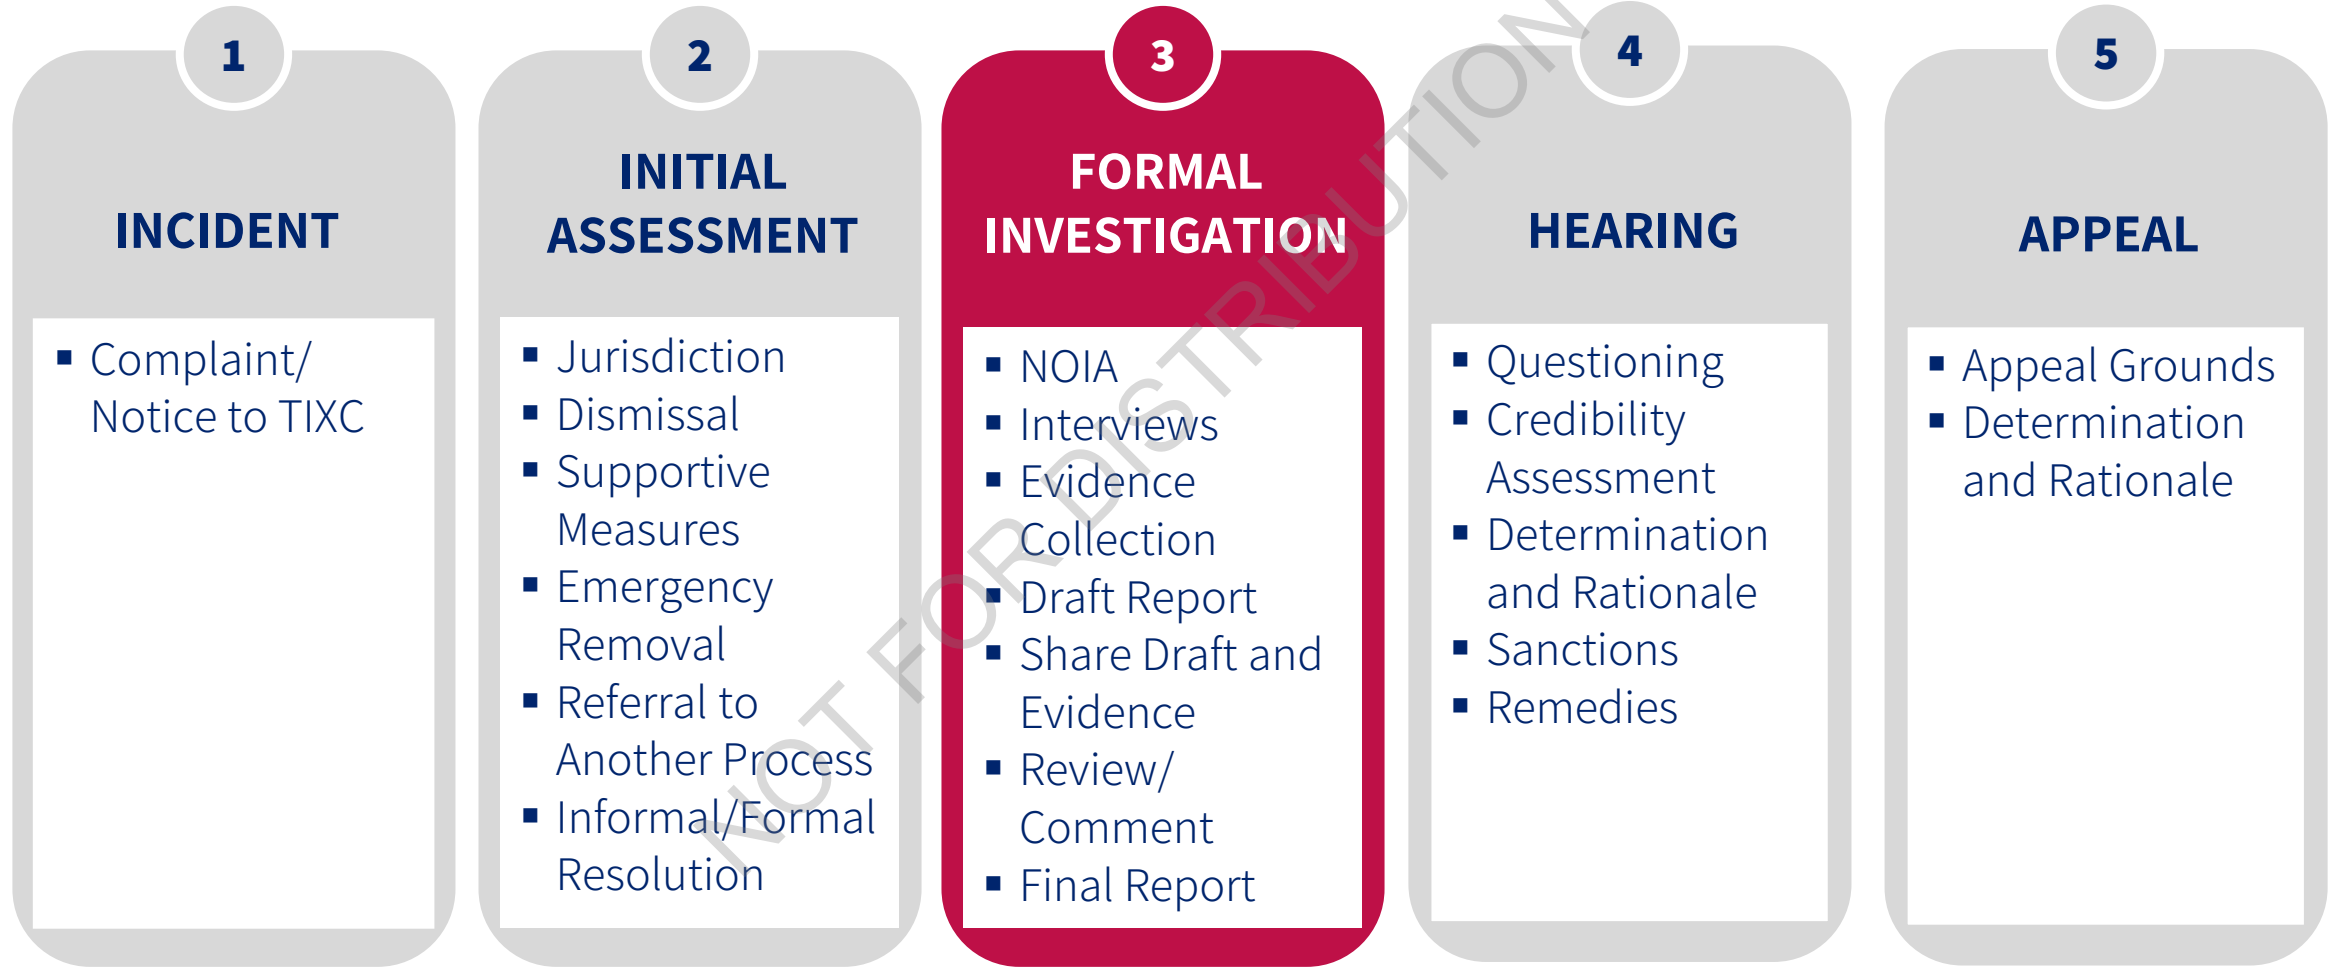 1
INCIDENT
▪ Complaint/
Notice to TIXC
2
INITIAL
ASSESSMENT
▪ Jurisdiction
▪ Dismissal
▪ Supportive
Measures
▪ Emergency
Removal
▪ Referral to
Another Process
▪ Informal/Formal
Resolution
3
FORMAL
INVESTIGATION
▪ NOIA
▪ Interviews
▪ Evidence
Collection
▪ Draft Report
▪ Share Draft and
Evidence
▪ Review/
Comment
▪ Final Report
4
HEARING
▪ Questioning
▪ Credibility
Assessment
▪ Determination
and Rationale
▪ Sanctions
▪ Remedies
5
APPEAL
▪ Appeal Grounds
▪ Determination
and Rationale
NOT FOR DISTRIBUTION